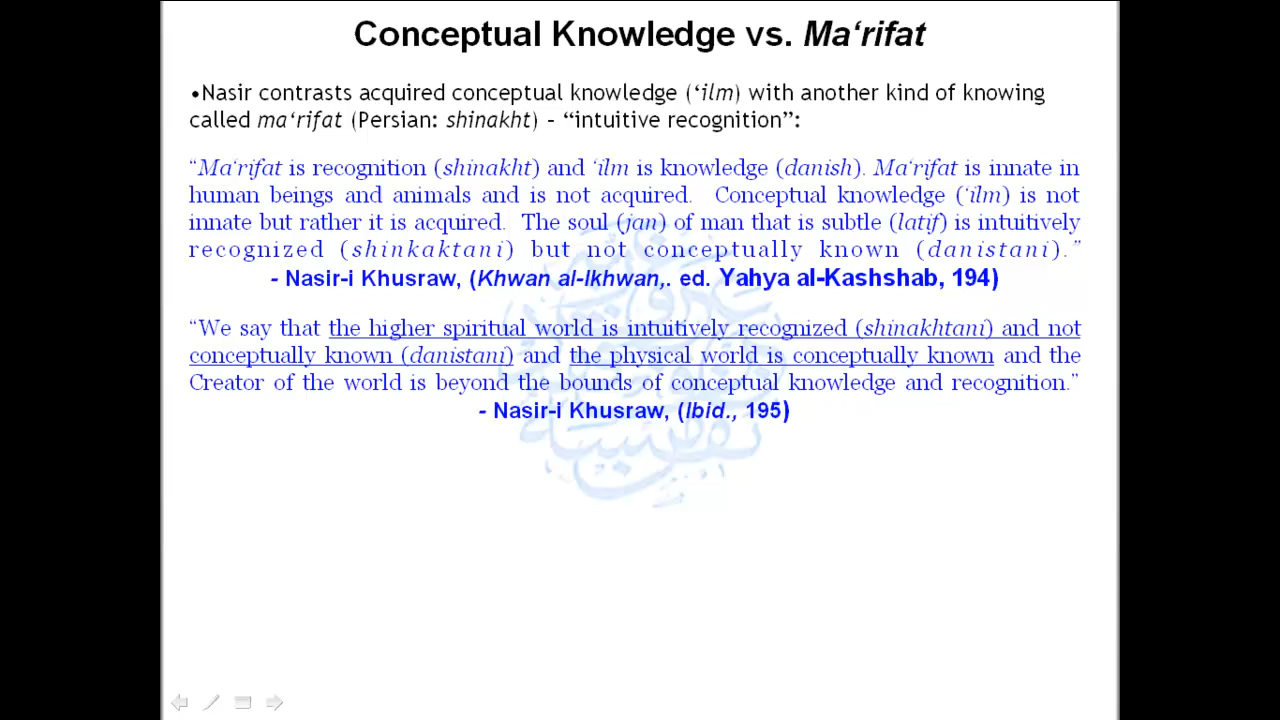 Conceptual Knowledge vs. Ma‘rifat
•Nasir contrasts acquired conceptual knowledge (‘ilm) with another kind of knowing
called ma‘rifat (Persian: shinakht) – “intuitive recognition”:
“Ma‘rifat is recognition (shinakht) and ‘ilm is knowledge (danish). Ma‘rifat is innate in
human beings and animals and is not acquired. Conceptual knowledge (‘ilm) is not
innate but rather it is acquired. The soul (jan) of man that is subtle (latif) is intuitively
recognized (shinkaktani) but not conceptually known (danistani).”
- Nasir-i Khusraw, (Khwan al-Ikhwan,. ed. Yahya al-Kashshab, 194)
“We say that the higher spiritual world is intuitively recognized (shinakhtani) and not
conceptually known (danistani) and the physical world is conceptually known and the
Creator of the world is beyond the bounds of conceptual knowledge and recognition.”
- Nasir-i Khusraw, (Ibid., 195)